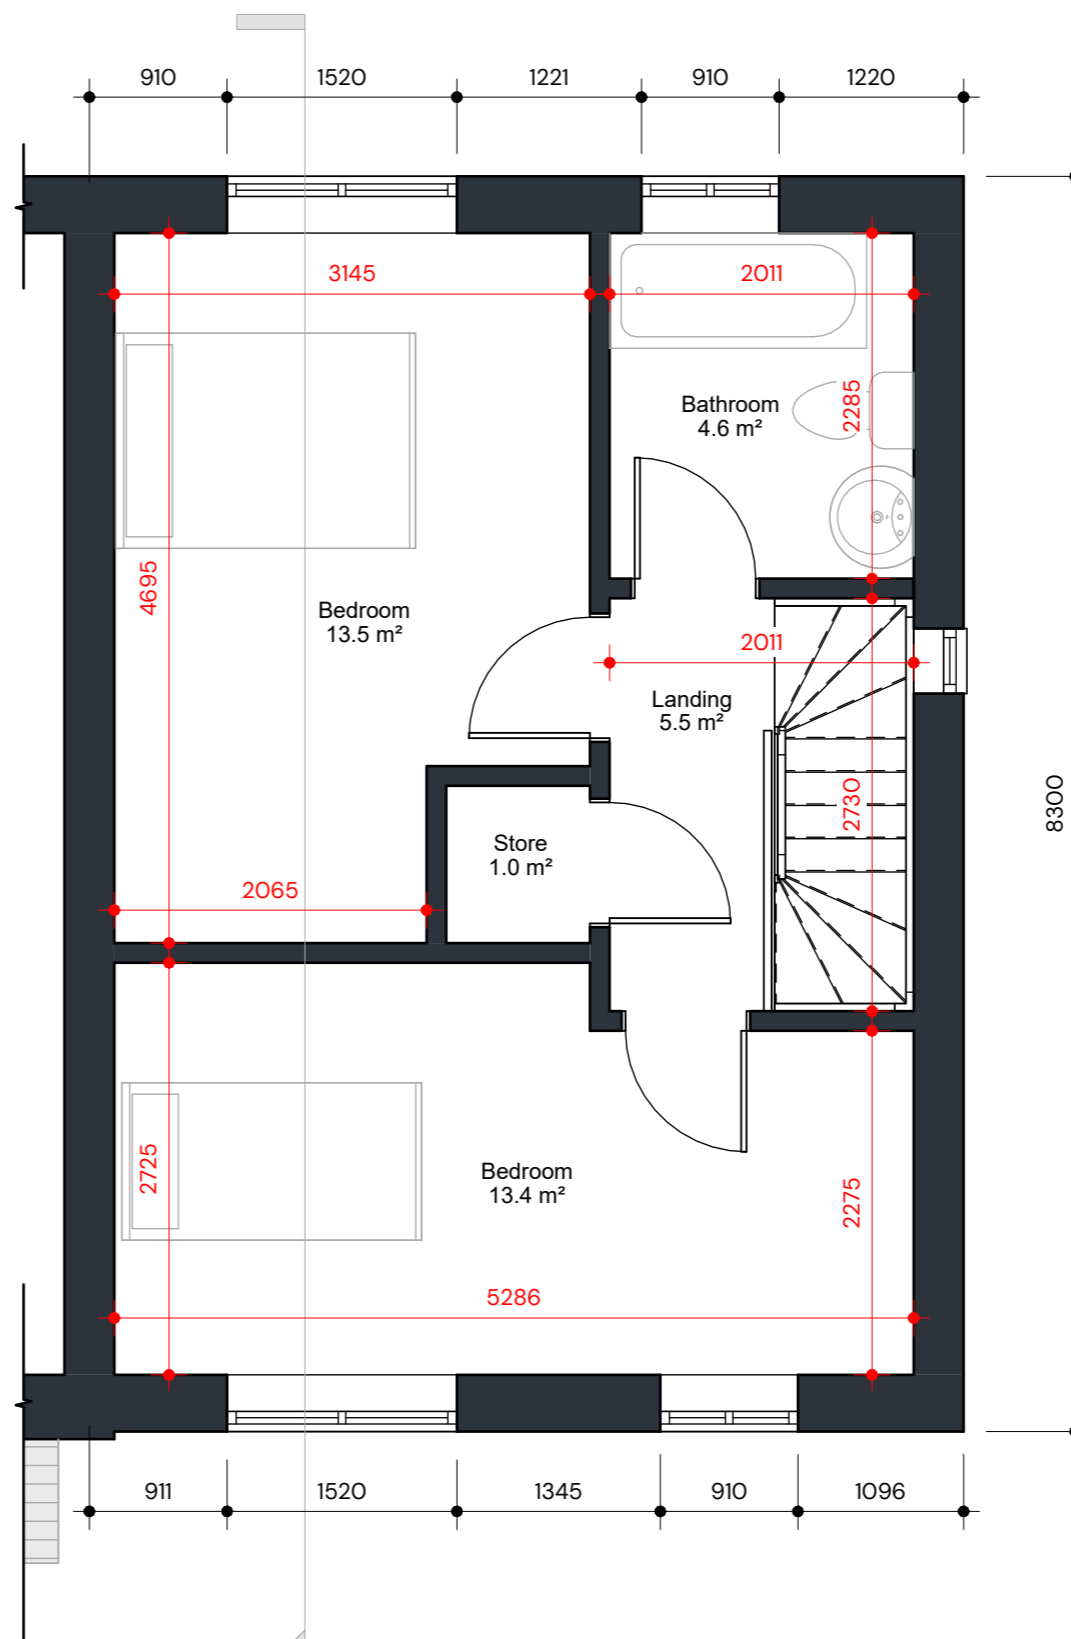 910
1520
1221
910
1220
3145
2011
2285
Bathroom
4.6 m²
4695
Bedroom
13.5 m²
2011
Landing
5.5 m²
2730
8300
Store
1.0 m²
2065
2725
Bedroom
13.4 m²
2275
5286
911
1520
1345
910
1096